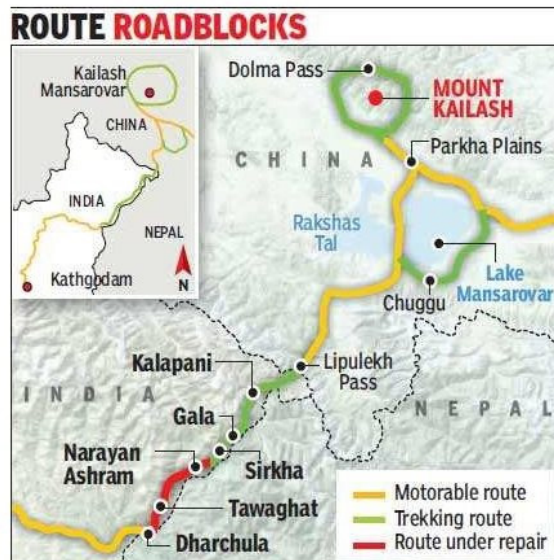 ROUTE ROADBLOCKS
Kailash
Mansarovar
CHINA
INDIA
NEPAL
Kathgodam
N
Dolma Pass
MOUNT
KAILASH
CHINA
Parkha Plains
Rakshas
Tal
Lake
Mansarovar
Chuggu
Kalapani
Lipulekh
Pass
INDIA
NEPAL
Gala
Narayan
Ashram
Sirkha
Tawaghat
Dharchula
Motorable route
Trekking route
Route under repair